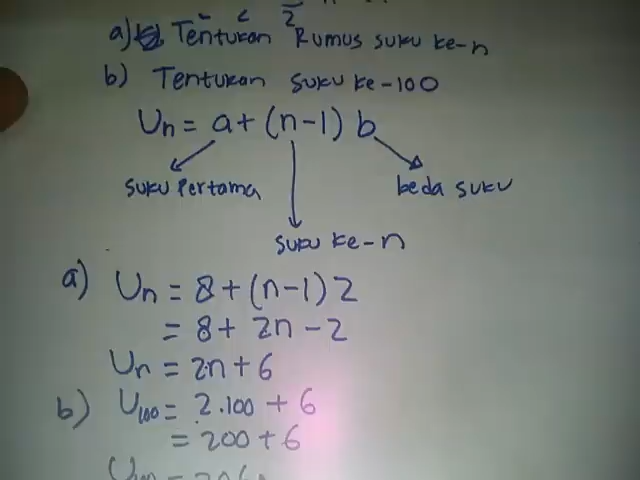 2
a) Tentukan Rumus suku ke-n
b) Tentukan suku ke-100
Un = a + (n-1) b
suku pertama
beda suku
suku ke-n
a) Un = 8 + (n-1) 2
= 8 + 2n - 2
Un = 2n + 6
b) U100 = 2.100 + 6
= 200 + 6